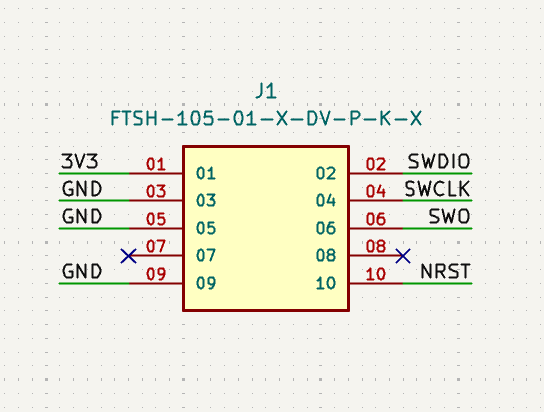 J1
FTSH-105-01-X-DV-P-K-X
3V3 01 01 02 02 SWDIO
GND 03 03 04 04 SWCLK
GND 05 05 06 06 SWO
07 07 08 08
GND 09 09 10 10 NRST